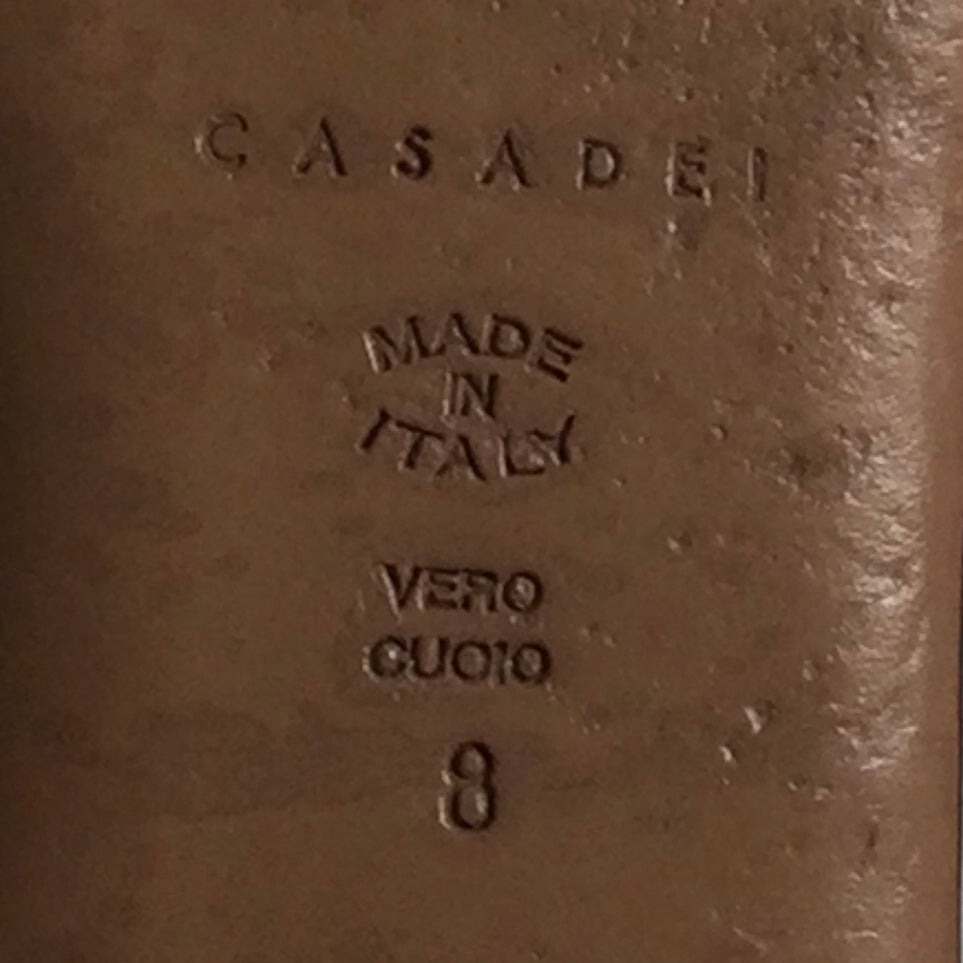 CASADEI
MADE
IN
ITALY
VERO
CUOIO
8